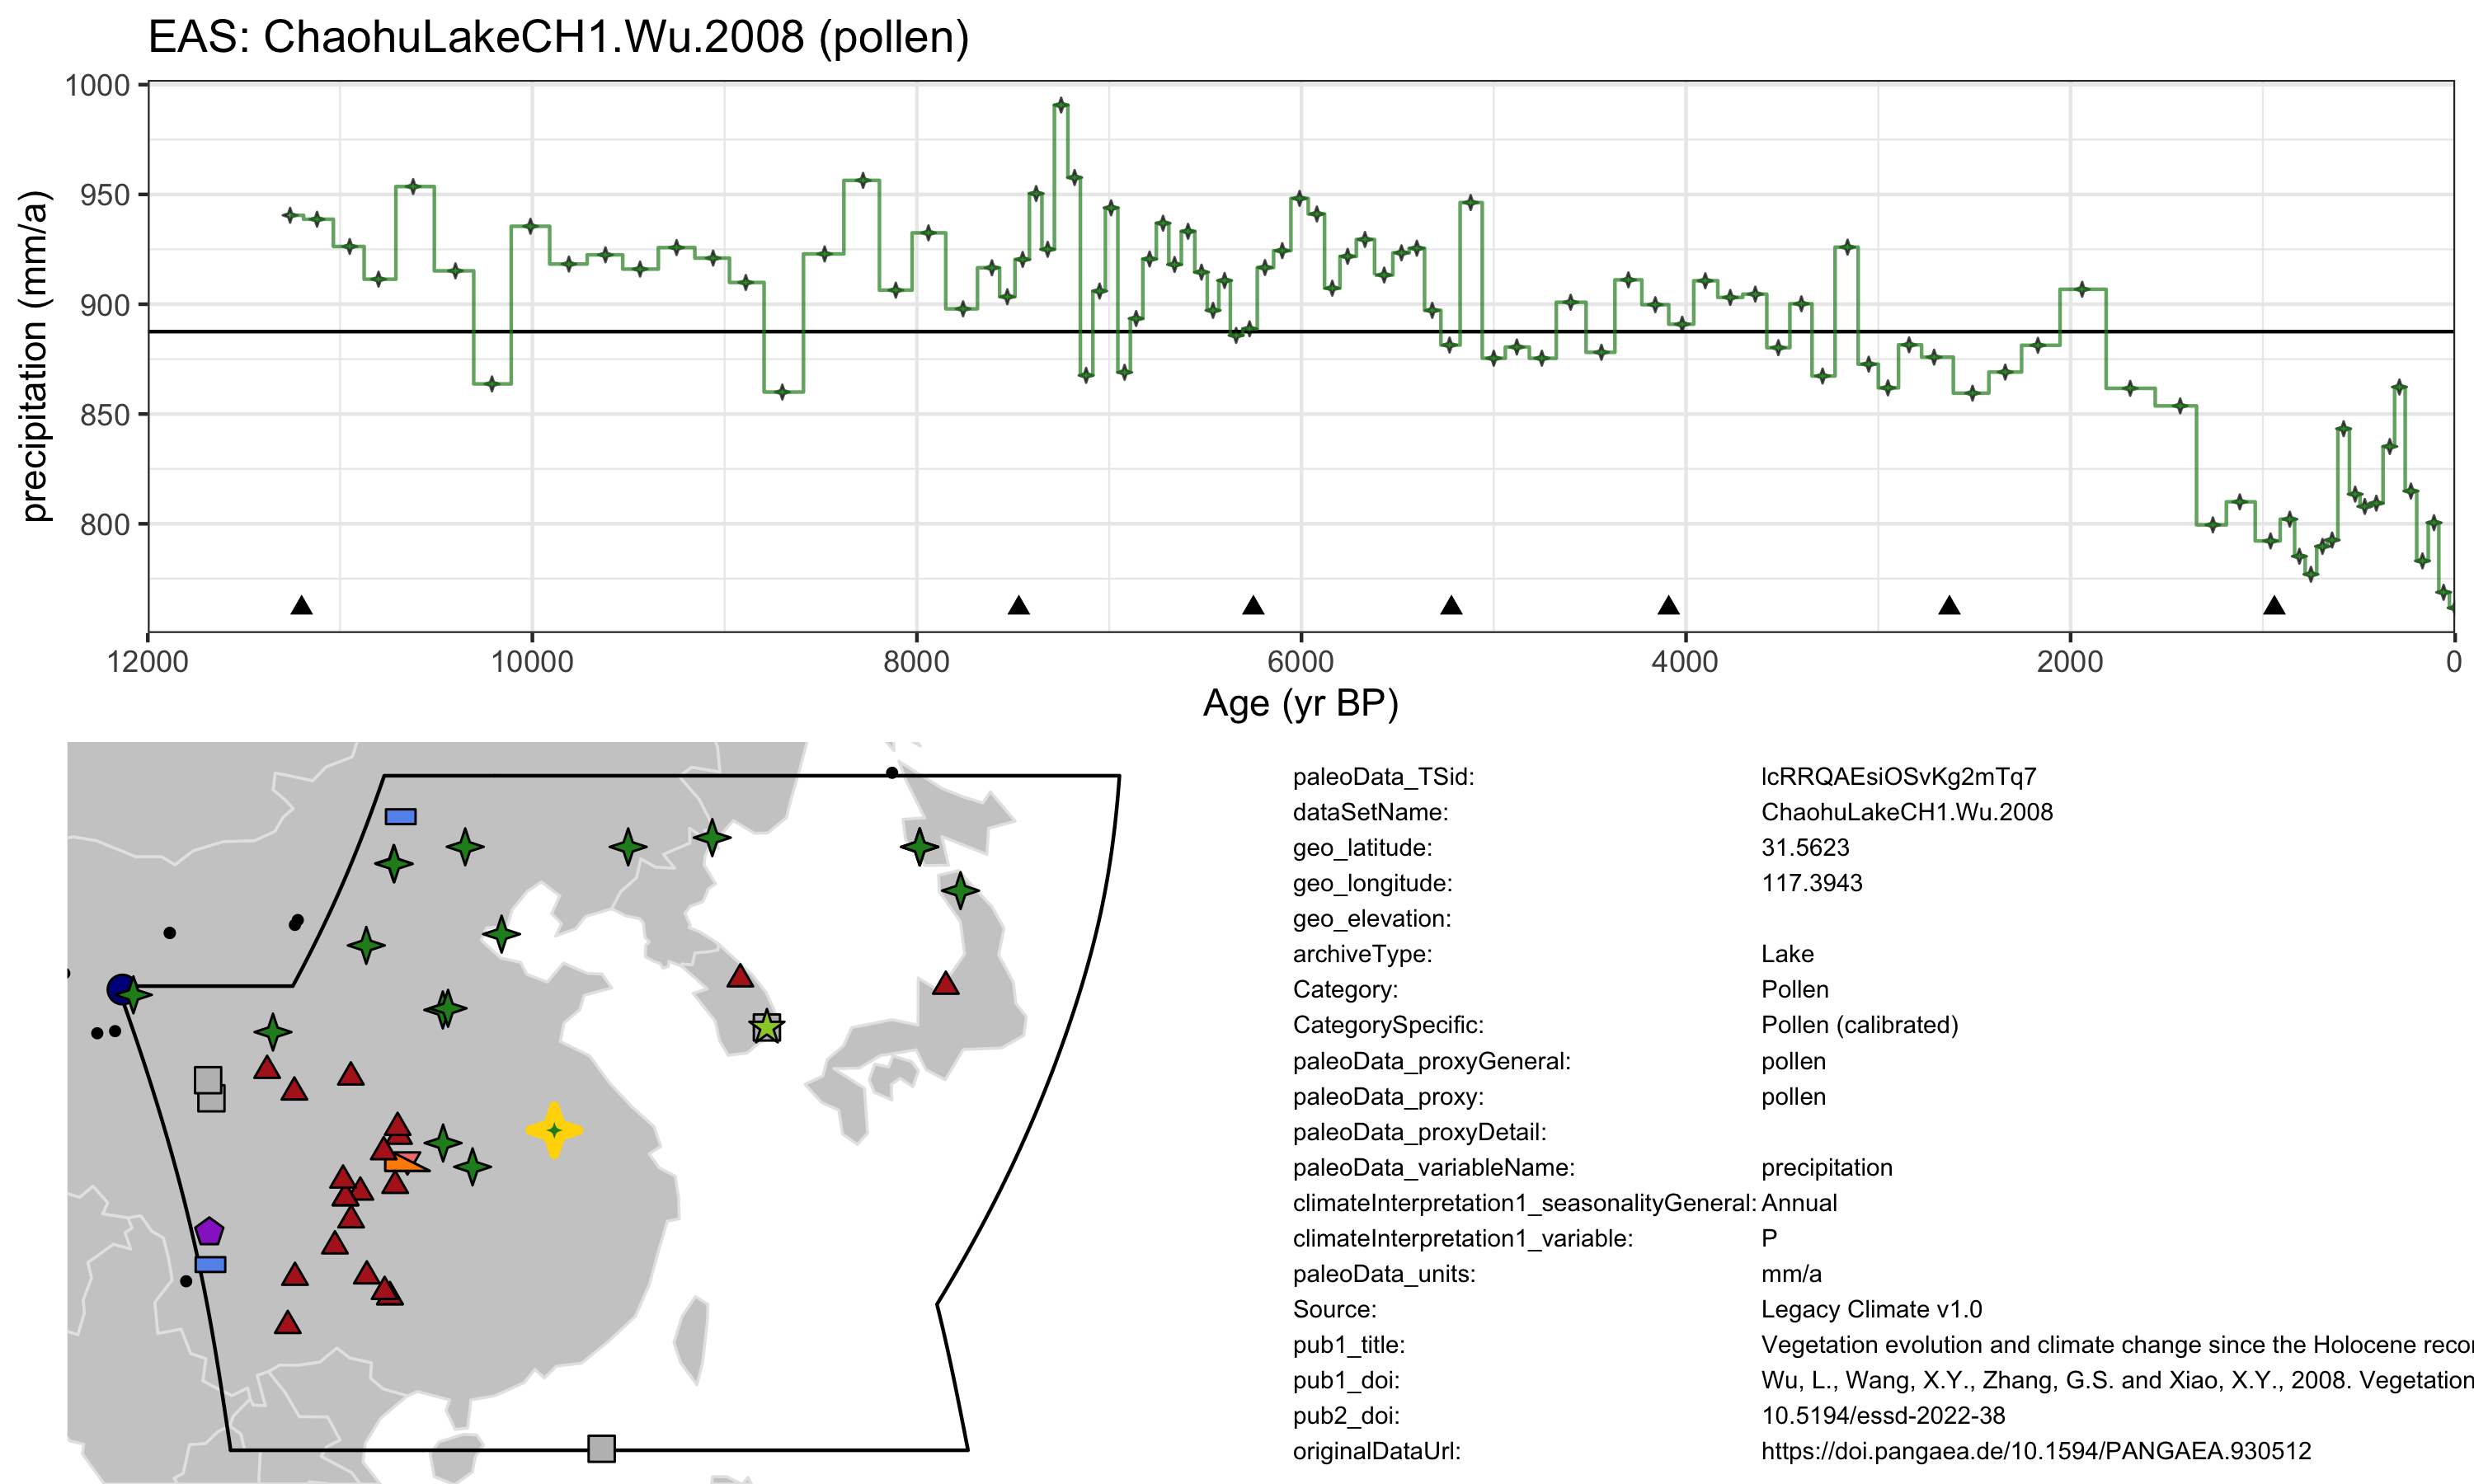 EAS: ChaohuLakeCH1.Wu.2008 (pollen)
precipitation (mm/a)
1000
950
900
850
800
12000 10000 8000 6000 4000 2000 0
Age (yr BP)
paleoData_TSid: lcRRQAEsiOSvKg2mTq7
dataSetName: ChaohuLakeCH1.Wu.2008
geo_latitude: 31.5623
geo_longitude: 117.3943
geo_elevation:
archiveType: Lake
Category: Pollen
CategorySpecific: Pollen (calibrated)
paleoData_proxyGeneral: pollen
paleoData_proxy: pollen
paleoData_proxyDetail:
paleoData_variableName: precipitation
climateInterpretation1_seasonalityGeneral: Annual
climateInterpretation1_variable: P
paleoData_units: mm/a
Source: Legacy Climate v1.0
pub1_title: Vegetation evolution and climate change since the Holocene reco
pub1_doi: Wu, L., Wang, X.Y., Zhang, G.S. and Xiao, X.Y., 2008. Vegetation
pub2_doi: 10.5194/essd-2022-38
originalDataUrl: https://doi.pangaea.de/10.1594/PANGAEA.930512